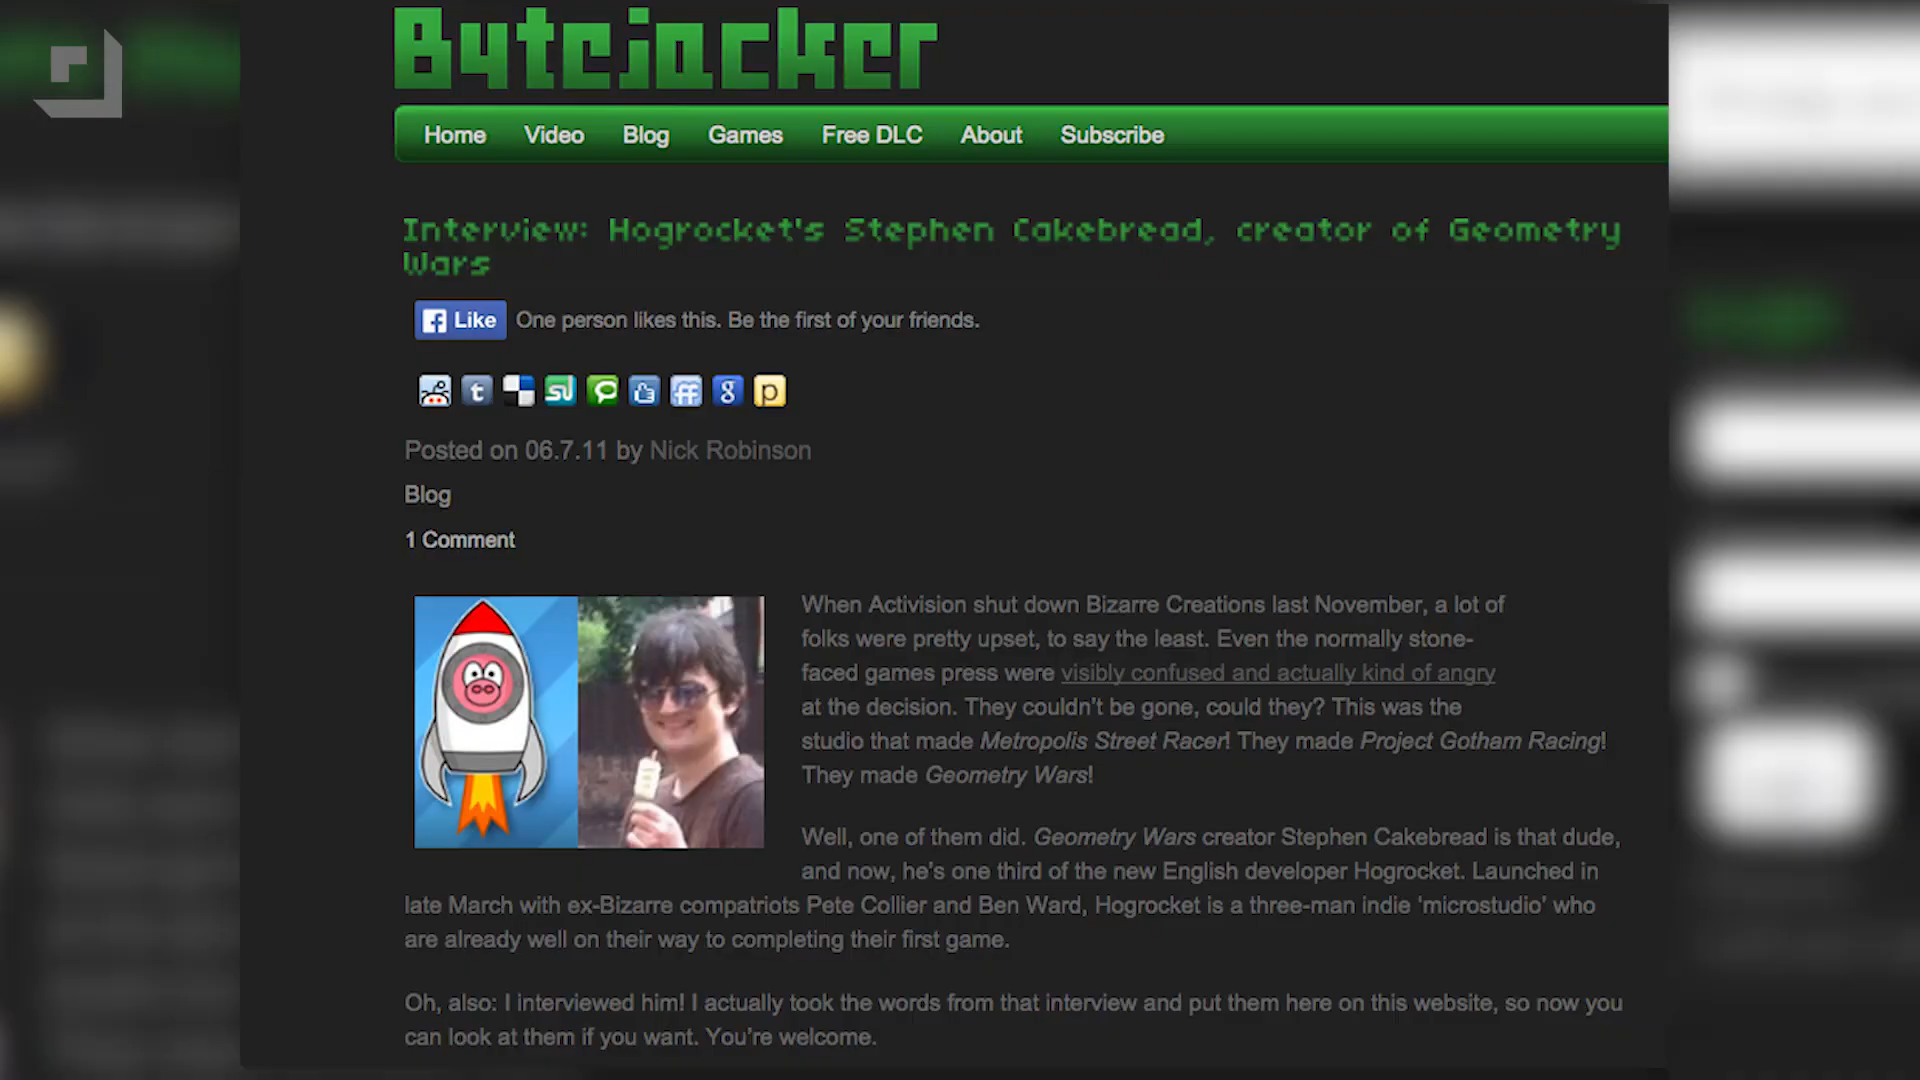 Bytejacker
Home Video Blog Games Free DLC About Subscribe
Interview: Hogrocket's Stephen Cakebread, creator of Geometry
Wars
Like One person likes this. Be the first of your friends.
Posted on 06.7.11 by Nick Robinson
Blog
1 Comment
When Activision shut down Bizarre Creations last November, a lot of
folks were pretty upset, to say the least. Even the normally stone-
faced games press were visibly confused and actually kind of angry
at the decision. They couldn't be gone, could they? This was the
studio that made Metropolis Street Racer! They made Project Gotham Racing!
They made Geometry Wars!
Well, one of them did. Geometry Wars creator Stephen Cakebread is that dude,
and now, he's one third of the new English developer Hogrocket. Launched in
late March with ex-Bizarre compatriots Pete Collier and Ben Ward, Hogrocket is a three-man indie 'microstudio' who
are already well on their way to completing their first game.
Oh, also: I interviewed him! I actually took the words from that interview and put them here on this website, so now you
can look at them if you want. You're welcome.